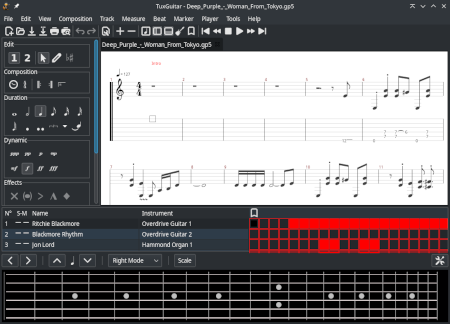 TuxGuitar - Deep_Purple_-_Woman_From_Tokyo.gp5
File Edit View Composition Track Measure Beat Marker Player Tools Help
Deep_Purple_-_Woman_From_Tokyo.gp5
Edit
1 2
Composition
Duration
Dynamic
Effects
Intro
=127
N° S-M Name Instrument
1 Ritchie Blackmore Overdrive Guitar 1
2 Blackmore Rhythm Overdrive Guitar 2
3 Jon Lord Hammond Organ 1
Right Mode Scale